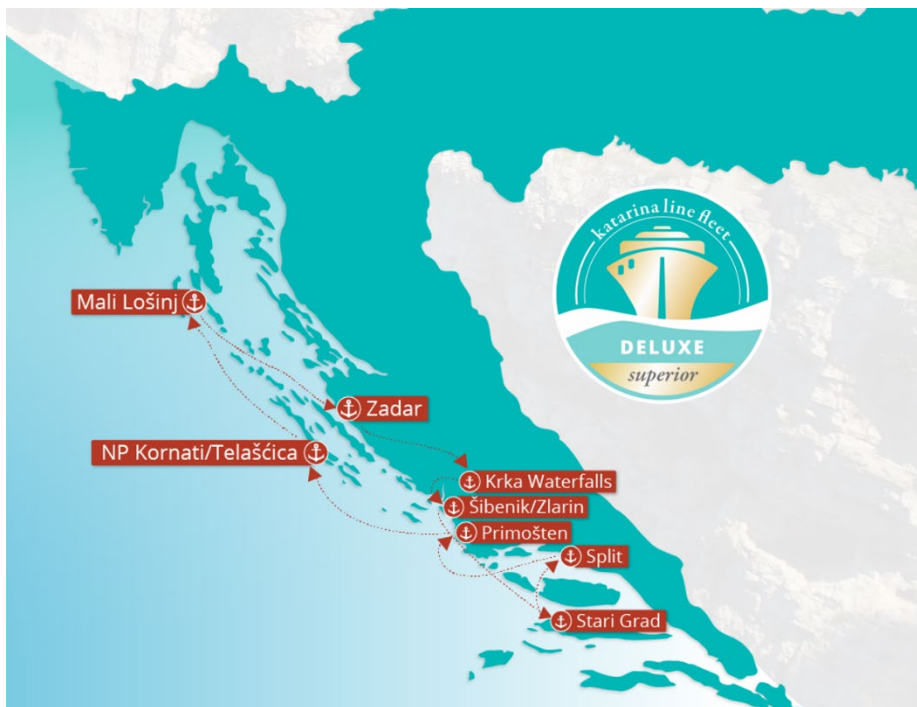 katarina line fleet
DELUXE
superior
Mali Lošinj
Zadar
NP Kornati/Telašćica
Krka Waterfalls
Šibenik/Zlarin
Primošten
Split
Stari Grad